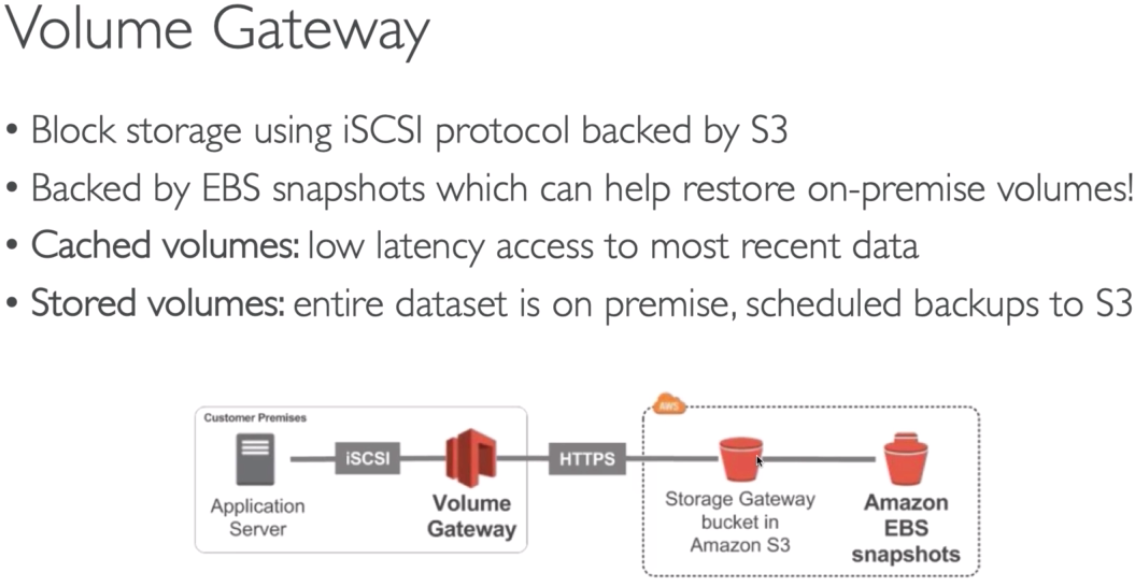 Volume Gateway
• Block storage using iSCSI protocol backed by S3
• Backed by EBS snapshots which can help restore on-premise volumes!
• Cached volumes: low latency access to most recent data
• Stored volumes: entire dataset is on premise, scheduled backups to S3
Customer Premises
AWS
iSCSI
HTTPS
Application
Server
Volume
Gateway
Storage Gateway
bucket in
Amazon S3
Amazon
EBS
snapshots